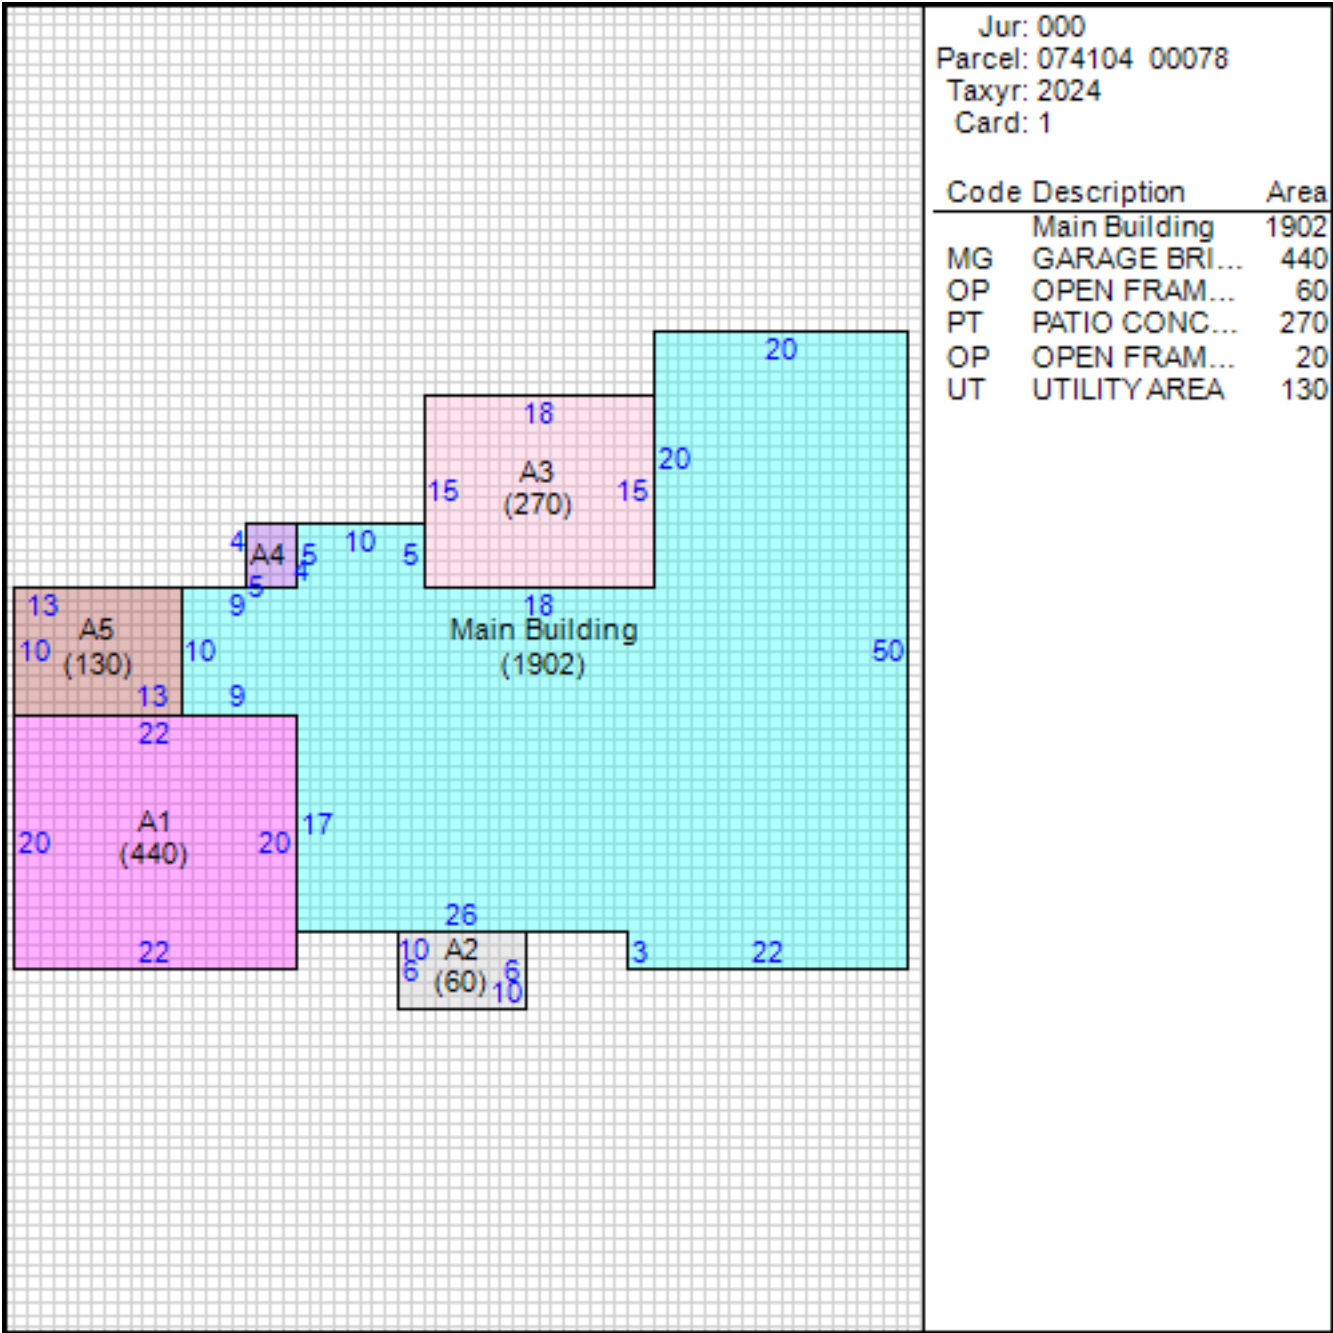 Jur: 000
Parcel: 074104 00078
Taxyr: 2024
Card: 1
Code Description Area
Main Building 1902
MG GARAGE BRI... 440
OP OPEN FRAM... 60
PT PATIO CONC... 270
OP OPEN FRAM... 20
UT UTILITY AREA 130
20
18
20
A3
15 15
(270)
4 A4 5 10 5
4
5
13 9 18
A5 Main Building
10 (130) 10 (1902) 50
13 9
22
A1 17
20 (440) 20
26
22 10 A2 3 22
6 (60) 6
10